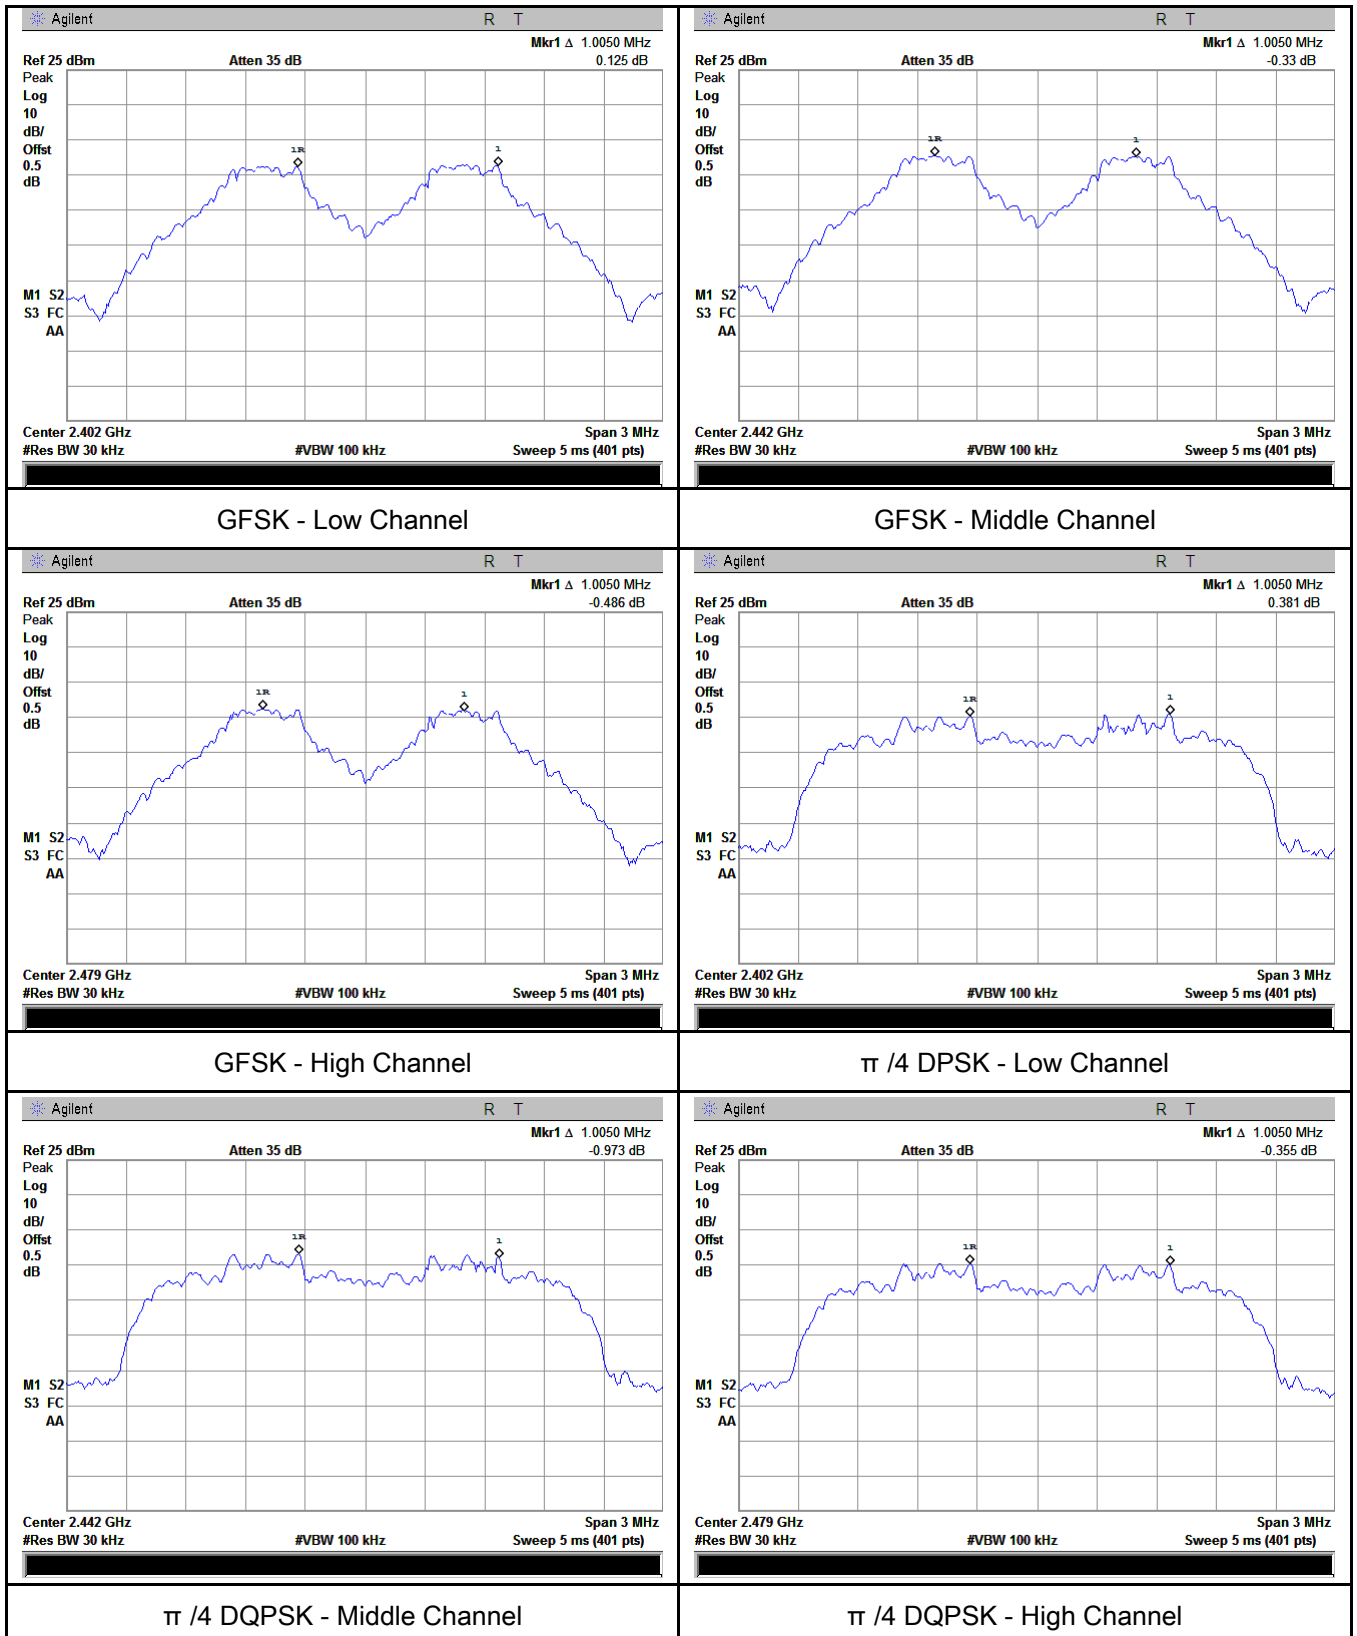 Agilent R T
Mkr1 Δ 1.0050 MHz
Ref 25 dBm Atten 35 dB 0.125 dB
Peak
Log
10
dB/
Offst
0.5
dB
1R 1
M1 S2
S3 FC
AA
Center 2.402 GHz Span 3 MHz
#Res BW 30 kHz #VBW 100 kHz Sweep 5 ms (401 pts)
GFSK - Low Channel
Agilent R T
Mkr1 Δ 1.0050 MHz
Ref 25 dBm Atten 35 dB -0.33 dB
Peak
Log
10
dB/
Offst
0.5
dB
1R 1
M1 S2
S3 FC
AA
Center 2.442 GHz Span 3 MHz
#Res BW 30 kHz #VBW 100 kHz Sweep 5 ms (401 pts)
GFSK - Middle Channel
Agilent R T
Mkr1 Δ 1.0050 MHz
Ref 25 dBm Atten 35 dB -0.486 dB
Peak
Log
10
dB/
Offst
0.5
dB
1R 1
M1 S2
S3 FC
AA
Center 2.479 GHz Span 3 MHz
#Res BW 30 kHz #VBW 100 kHz Sweep 5 ms (401 pts)
GFSK - High Channel
Agilent R T
Mkr1 Δ 1.0050 MHz
Ref 25 dBm Atten 35 dB 0.381 dB
Peak
Log
10
dB/
Offst
0.5
dB
1R 1
M1 S2
S3 FC
AA
Center 2.402 GHz Span 3 MHz
#Res BW 30 kHz #VBW 100 kHz Sweep 5 ms (401 pts)
π /4 DPSK - Low Channel
Agilent R T
Mkr1 Δ 1.0050 MHz
Ref 25 dBm Atten 35 dB -0.973 dB
Peak
Log
10
dB/
Offst
0.5
dB
1R 1
M1 S2
S3 FC
AA
Center 2.442 GHz Span 3 MHz
#Res BW 30 kHz #VBW 100 kHz Sweep 5 ms (401 pts)
π /4 DQPSK - Middle Channel
Agilent R T
Mkr1 Δ 1.0050 MHz
Ref 25 dBm Atten 35 dB -0.355 dB
Peak
Log
10
dB/
Offst
0.5
dB
1R 1
M1 S2
S3 FC
AA
Center 2.479 GHz Span 3 MHz
#Res BW 30 kHz #VBW 100 kHz Sweep 5 ms (401 pts)
π /4 DQPSK - High Channel